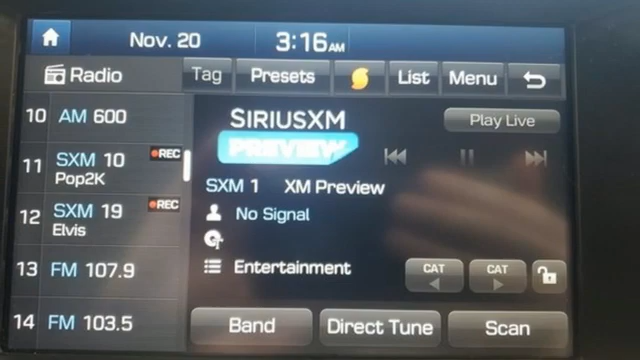 Nov. 20
3:16 AM
Radio
Tag
Presets
List
Menu
10 AM 600
11 SXM 10 REC
Pop2K
12 SXM 19 REC
Elvis
13 FM 107.9
14 FM 103.5
SIRIUSXM
PREVIEW
Play Live
SXM 1 XM Preview
No Signal
Entertainment
CAT
CAT
Band
Direct Tune
Scan